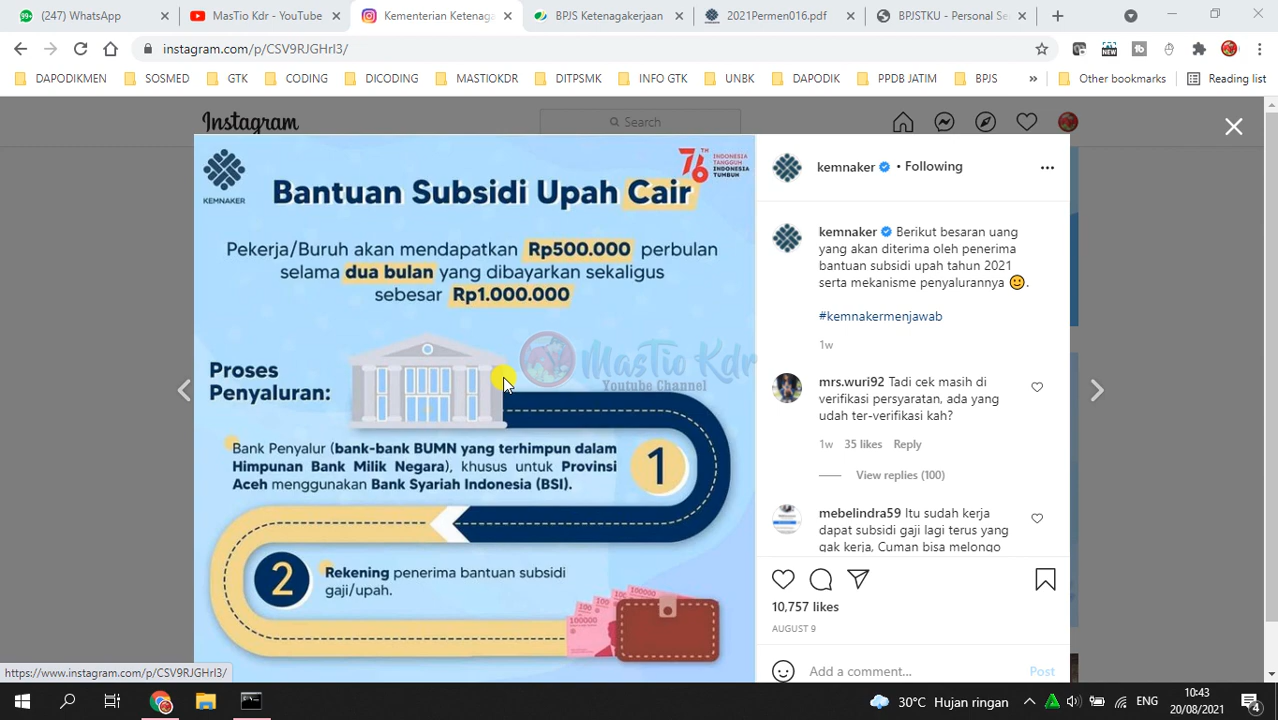 (247) WhatsApp
MasTio Kdr - YouTube
Kementerian Ketenaga
BPJS Ketenagakerjaan
2021Permen016.pdf
BPJSTKU - Personal Se
instagram.com/p/CSV9RJGHrI3/
NEW
DAPODIKMEN
SOSMED
GTK
CODING
DICODING
MASTIOKDR
DITPSMK
INFO GTK
UNBK
DAPODIK
PPDB JATIM
BPJS
»
Other bookmarks
Reading list
Instagram
Search
KEMNAKER
76TH INDONESIA
TANGGUH
INDONESIA
TUMBUH
Bantuan Subsidi Upah Cair
Pekerja/Buruh akan mendapatkan Rp500.000 perbulan
selama dua bulan yang dibayarkan sekaligus
sebesar Rp1.000.000
MasTio Kdr
Youtube Channel
Proses
Penyaluran:
Bank Penyalur (bank-bank BUMN yang terhimpun dalam
Himpunan Bank Milik Negara), khusus untuk Provinsi
Aceh menggunakan Bank Syariah Indonesia (BSI).
1
2
Rekening penerima bantuan subsidi
gaji/upah.
100000
100
100
100000
kemnaker • Following
kemnaker Berikut besaran uang
yang akan diterima oleh penerima
bantuan subsidi upah tahun 2021
serta mekanisme penyalurannya 🙂.
#kemnakermenjawab
1w
mrs.wuri92 Tadi cek masih di
verifikasi persyaratan, ada yang
udah ter-verifikasi kah?
1w 35 likes Reply
View replies (100)
mebelindra59 Itu sudah kerja
dapat subsidi gaji lagi terus yang
gak kerja, Cuman bisa melongo
10,757 likes
AUGUST 9
Add a comment...
Post
https://www.instagram.com/p/CSV9RJGHrI3/
30°C Hujan ringan
ENG
10:43
20/08/2021
4